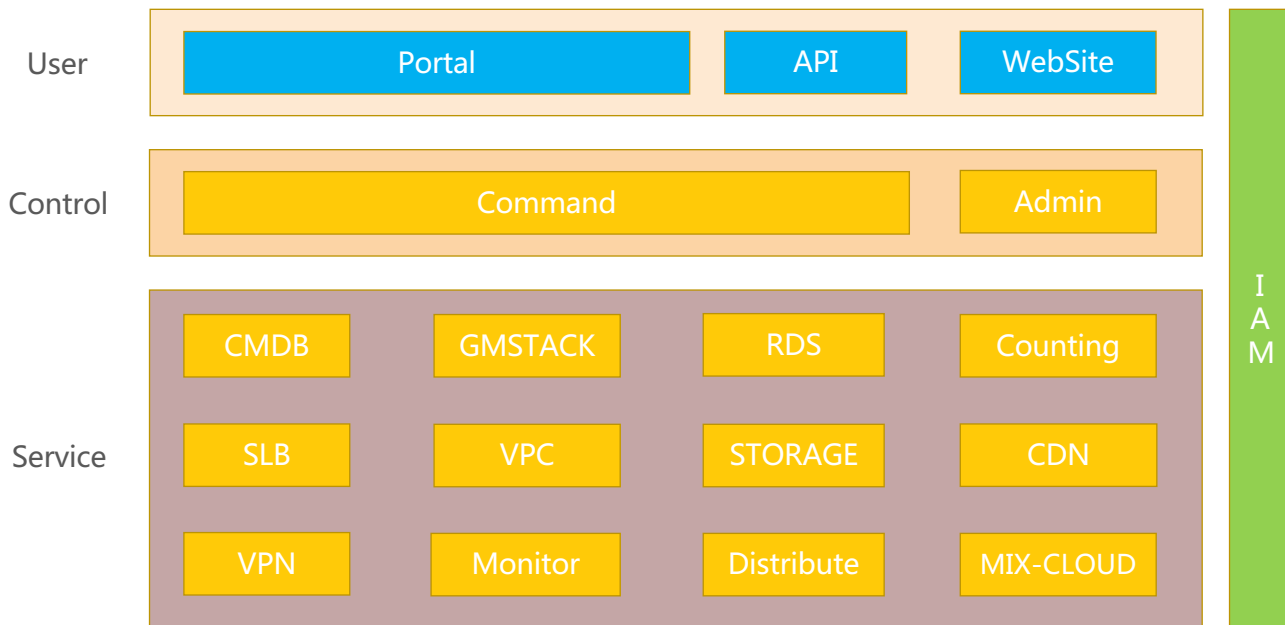 User
Portal
API
WebSite
Control
Command
Admin
Service
CMDB
GMSTACK
RDS
Counting
SLB
VPC
STORAGE
CDN
VPN
Monitor
Distribute
MIX-CLOUD
I
A
M